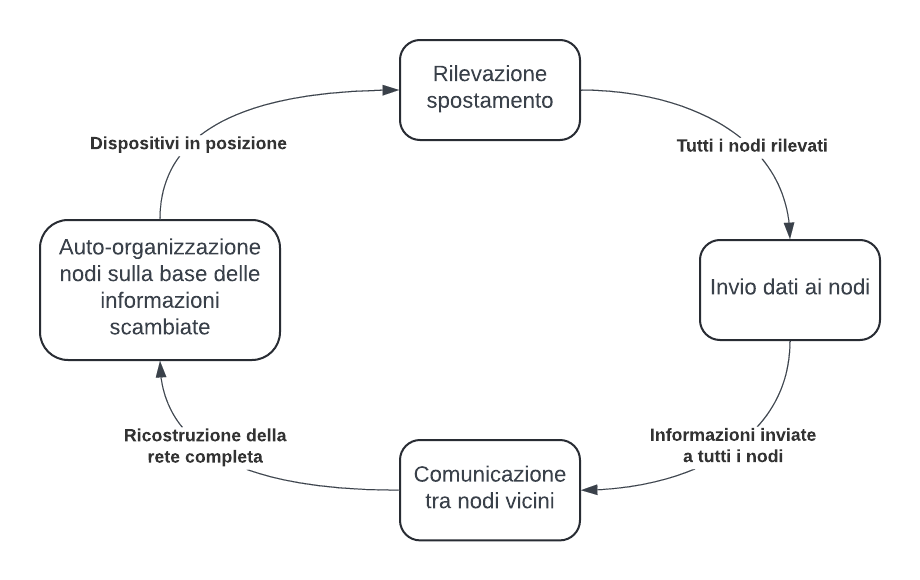 Rilevazione
spostamento
Dispositivi in posizione
Tutti i nodi rilevati
Auto-organizzazione
nodi sulla base delle
informazioni
scambiate
Invio dati ai nodi
Ricostruzione della
rete completa
Informazioni inviate
a tutti i nodi
Comunicazione
tra nodi vicini